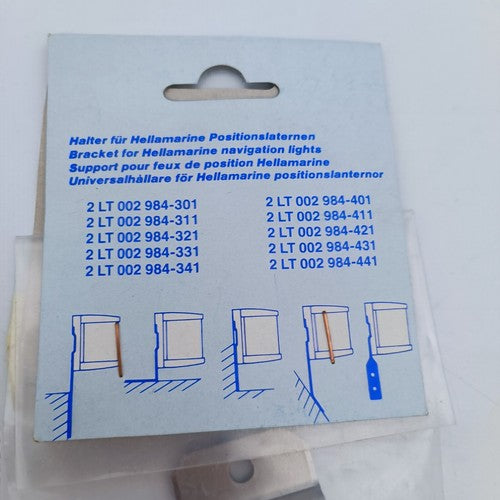 Halter für Hellamarine Positionslaternen
Bracket for Hellamarine navigation lights
Support pour feux de position Hellamarine
Universalhållare för Hellamarine positionslanternor
2 LT 002 984-301
2 LT 002 984-311
2 LT 002 984-321
2 LT 002 984-331
2 LT 002 984-341
2 LT 002 984-401
2 LT 002 984-411
2 LT 002 984-421
2 LT 002 984-431
2 LT 002 984-441